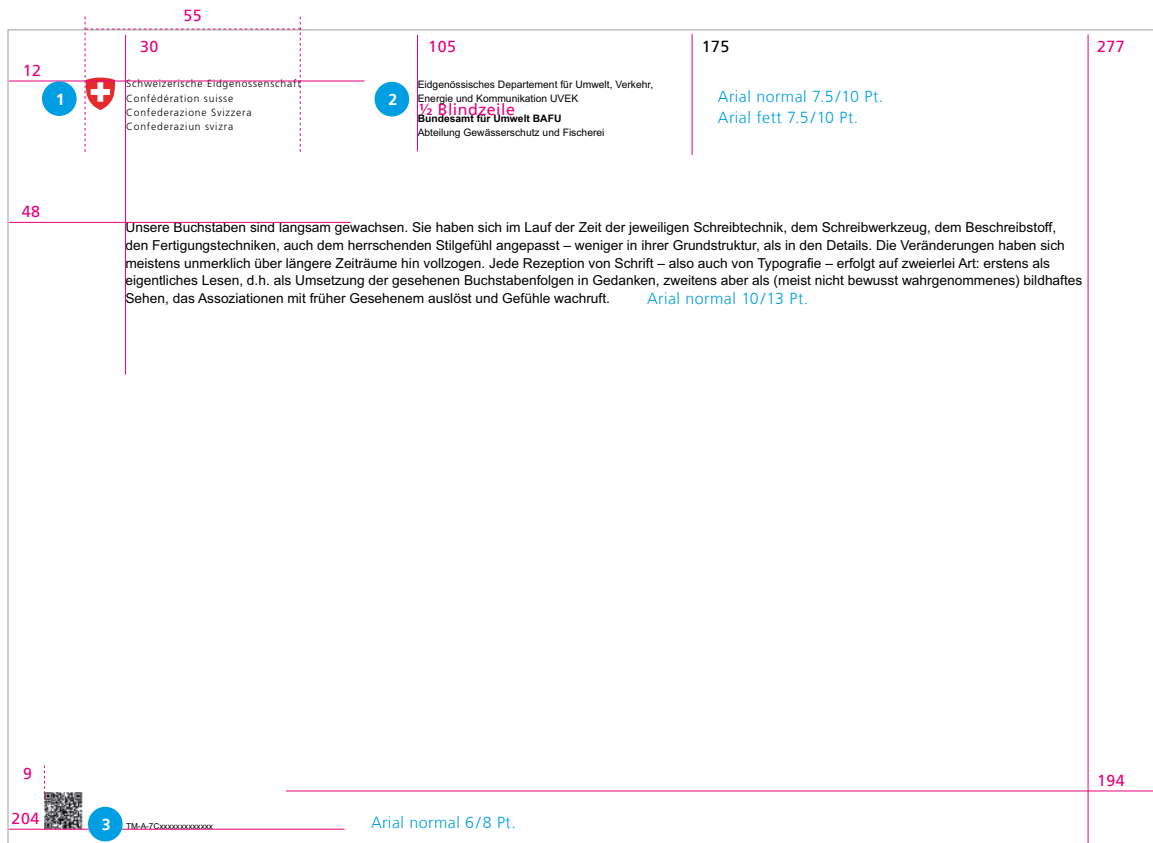 55
30
105
175
277
12
1
Schweizerische Eidgenossenschaft
Confédération suisse
Confederazione Svizzera
Confederaziun svizra
2
Eidgenössisches Departement für Umwelt, Verkehr,
Energie und Kommunikation UVEK
½ Blindzeile
Bundesamt für Umwelt BAFU
Abteilung Gewässerschutz und Fischerei
Arial normal 7.5/10 Pt.
Arial fett 7.5/10 Pt.
48
Unsere Buchstaben sind langsam gewachsen. Sie haben sich im Lauf der Zeit der jeweiligen Schreibtechnik, dem Schreibwerkzeug, dem Beschreibstoff,
den Fertigungstechniken, auch dem herrschenden Stilgefühl angepasst – weniger in ihrer Grundstruktur, als in den Details. Die Veränderungen haben sich
meistens unmerklich über längere Zeiträume hin vollzogen. Jede Rezeption von Schrift – also auch von Typografie – erfolgt auf zweierlei Art: erstens als
eigentliches Lesen, d.h. als Umsetzung der gesehenen Buchstabenfolgen in Gedanken, zweitens aber als (meist nicht bewusst wahrgenommenes) bildhaftes
Sehen, das Assoziationen mit früher Gesehenem auslöst und Gefühle wachruft. Arial normal 10/13 Pt.
9
194
204
3
TM-A-7Cxxxxxxxxxxxxx
Arial normal 6/8 Pt.